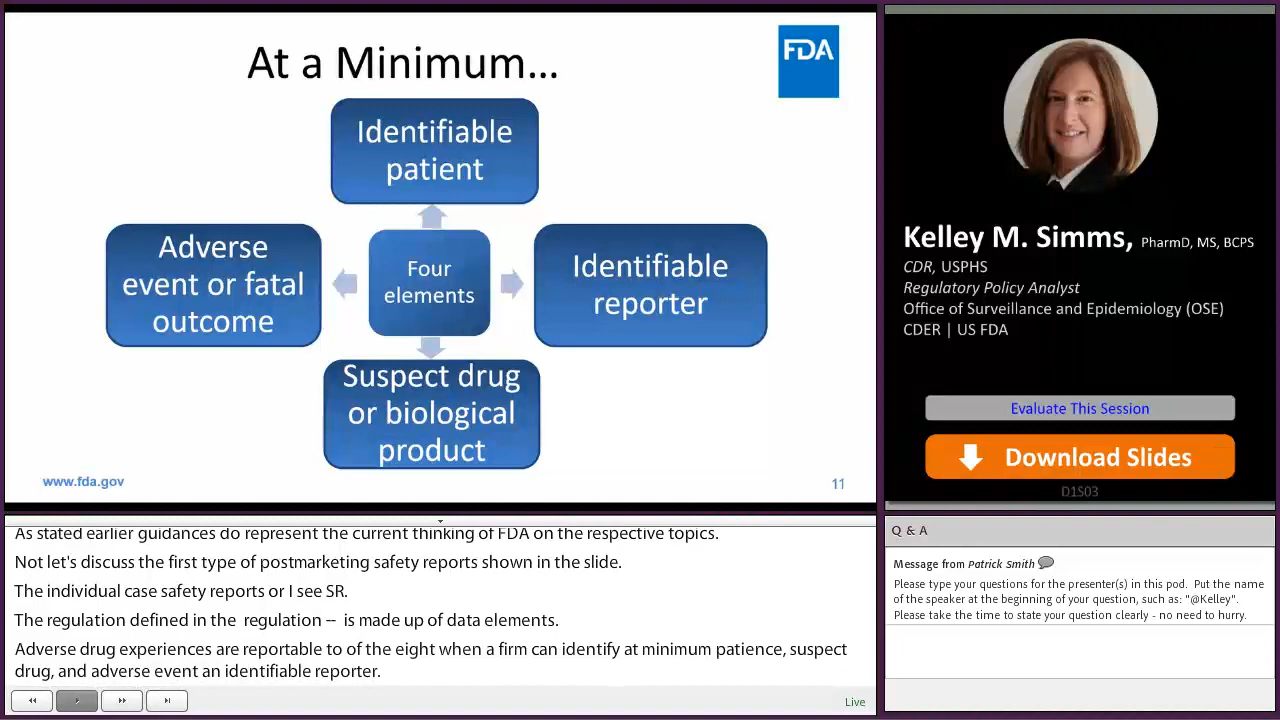 At a Minimum...
FDA
Identifiable
patient
Adverse
event or fatal
outcome
Four
elements
Identifiable
reporter
Suspect drug
or biological
product
www.fda.gov
11
Kelley M. Simms, PharmD, MS, BCPS
CDR, USPHS
Regulatory Policy Analyst
Office of Surveillance and Epidemiology (OSE)
CDER | US FDA
Evaluate This Session
Download Slides
D1S03
As stated earlier guidances do represent the current thinking of FDA on the respective topics.
Not let's discuss the first type of postmarketing safety reports shown in the slide.
The individual case safety reports or I see SR.
The regulation defined in the  regulation --  is made up of data elements.
Adverse drug experiences are reportable to of the eight when a firm can identify at minimum patience, suspect
drug, and adverse event an identifiable reporter.
Live
Q & A
Message from Patrick Smith
Please type your questions for the presenter(s) in this pod.  Put the name
of the speaker at the beginning of your question, such as: "@Kelley".
Please take the time to state your question clearly - no need to hurry.